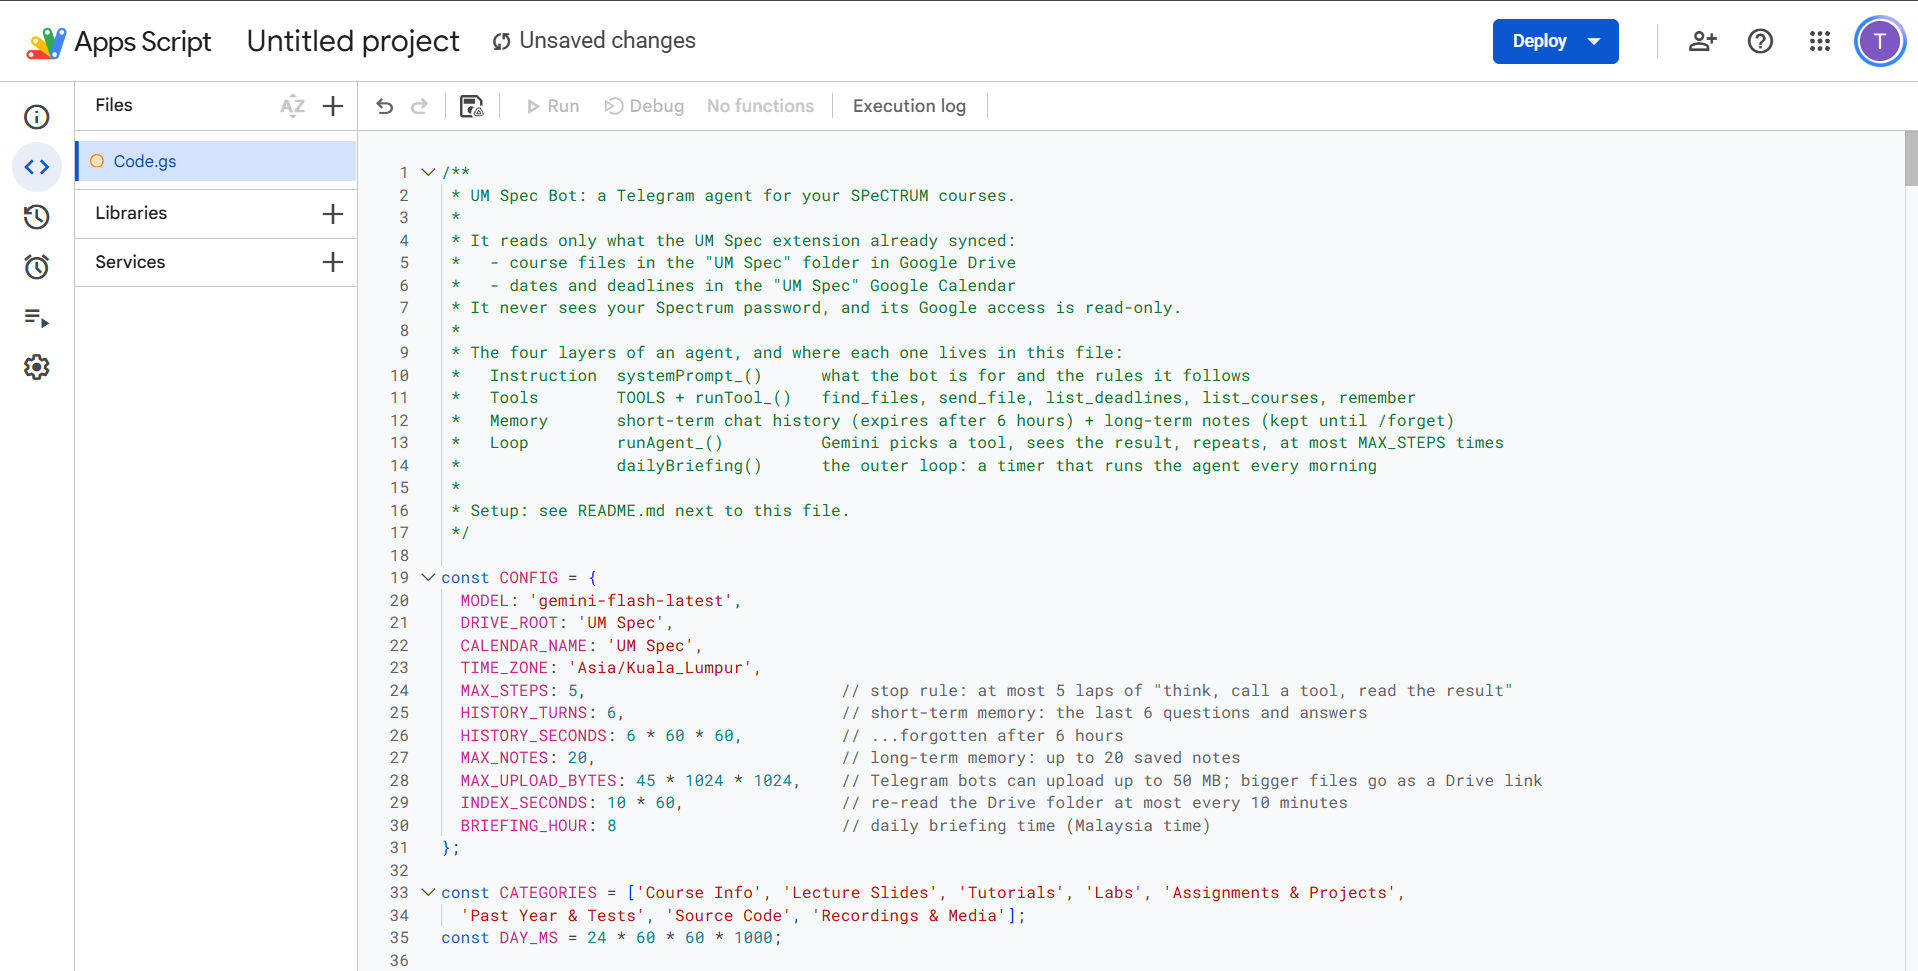 Apps Script Untitled project Unsaved changes Deploy T
Files AZ Run Debug No functions Execution log
Code.gs
Libraries
Services
1 /**
2 * UM Spec Bot: a Telegram agent for your SPeCTRUM courses.
3 *
4 * It reads only what the UM Spec extension already synced:
5 *   - course files in the "UM Spec" folder in Google Drive
6 *   - dates and deadlines in the "UM Spec" Google Calendar
7 * It never sees your Spectrum password, and its Google access is read-only.
8 *
9 * The four layers of an agent, and where each one lives in this file:
10 *   Instruction  systemPrompt_()      what the bot is for and the rules it follows
11 *   Tools        TOOLS + runTool_()   find_files, send_file, list_deadlines, list_courses, remember
12 *   Memory       short-term chat history (expires after 6 hours) + long-term notes (kept until /forget)
13 *   Loop         runAgent_()          Gemini picks a tool, sees the result, repeats, at most MAX_STEPS times
14 *                dailyBriefing()      the outer loop: a timer that runs the agent every morning
15 *
16 * Setup: see README.md next to this file.
17 */
18
19 const CONFIG = {
20   MODEL: 'gemini-flash-latest',
21   DRIVE_ROOT: 'UM Spec',
22   CALENDAR_NAME: 'UM Spec',
23   TIME_ZONE: 'Asia/Kuala_Lumpur',
24   MAX_STEPS: 5,                          // stop rule: at most 5 laps of "think, call a tool, read the result"
25   HISTORY_TURNS: 6,                      // short-term memory: the last 6 questions and answers
26   HISTORY_SECONDS: 6 * 60 * 60,          // ...forgotten after 6 hours
27   MAX_NOTES: 20,                         // long-term memory: up to 20 saved notes
28   MAX_UPLOAD_BYTES: 45 * 1024 * 1024,    // Telegram bots can upload up to 50 MB; bigger files go as a Drive link
29   INDEX_SECONDS: 10 * 60,                // re-read the Drive folder at most every 10 minutes
30   BRIEFING_HOUR: 8                       // daily briefing time (Malaysia time)
31 };
32
33 const CATEGORIES = ['Course Info', 'Lecture Slides', 'Tutorials', 'Labs', 'Assignments & Projects',
34   'Past Year & Tests', 'Source Code', 'Recordings & Media'];
35 const DAY_MS = 24 * 60 * 60 * 1000;
36